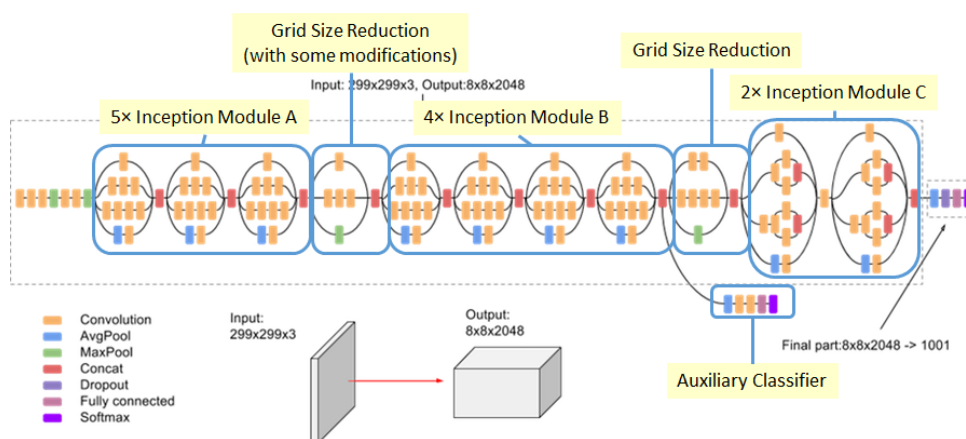 Grid Size Reduction
(with some modifications)
Grid Size Reduction
Input: 299x299x3, Output:8x8x2048
2× Inception Module C
5× Inception Module A
4× Inception Module B
Convolution
AvgPool
MaxPool
Concat
Dropout
Fully connected
Softmax
Input:
299x299x3
Output:
8x8x2048
Final part:8x8x2048 -> 1001
Auxiliary Classifier